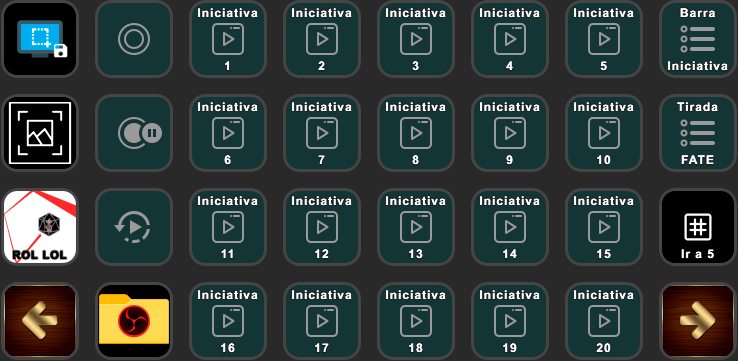 Iniciativa
1
Iniciativa
2
Iniciativa
3
Iniciativa
4
Iniciativa
5
Barra
Iniciativa
Iniciativa
6
Iniciativa
7
Iniciativa
8
Iniciativa
9
Iniciativa
10
Tirada
FATE
ROL LOL
Iniciativa
11
Iniciativa
12
Iniciativa
13
Iniciativa
14
Iniciativa
15
Ir a 5
Iniciativa
16
Iniciativa
17
Iniciativa
18
Iniciativa
19
Iniciativa
20